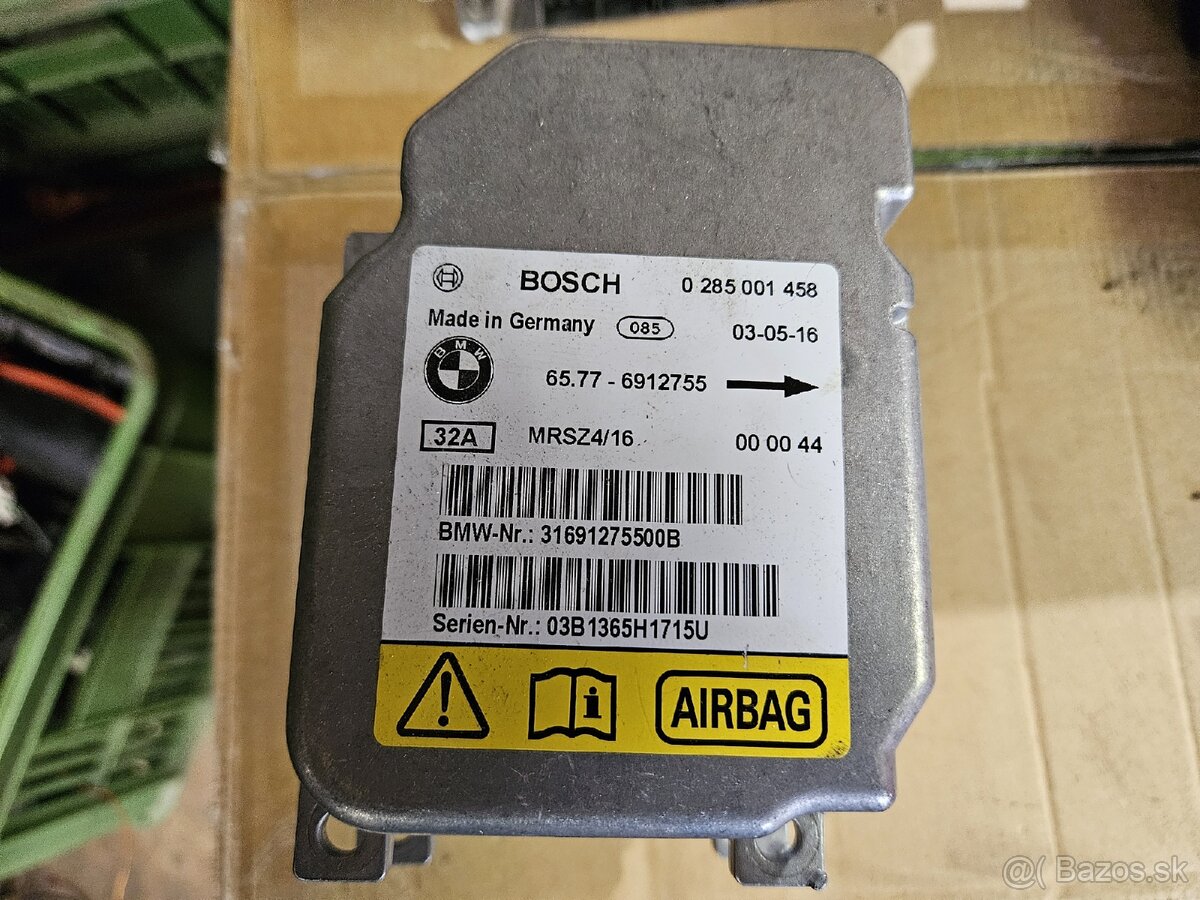 BOSCH 0 285 001 458
Made in Germany 085 03-05-16
BMW
65.77 - 6912755
32A MRSZ4/16 00 00 44
BMW-Nr.: 31691275500B
Serien-Nr.: 03B1365H1715U
! i AIRBAG
@( Bazos.sk